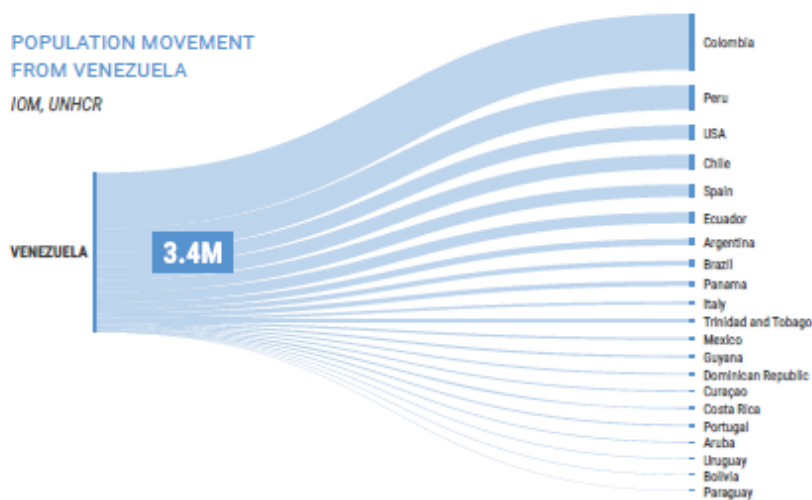 POPULATION MOVEMENT
FROM VENEZUELA
IOM, UNHCR
VENEZUELA
3.4M
Colombia
Peru
USA
Chile
Spain
Ecuador
Argentina
Brazil
Panama
Italy
Trinidad and Tobago
Mexico
Guyana
Dominican Republic
Curaçao
Costa Rica
Portugal
Aruba
Uruguay
Bolivia
Paraguay